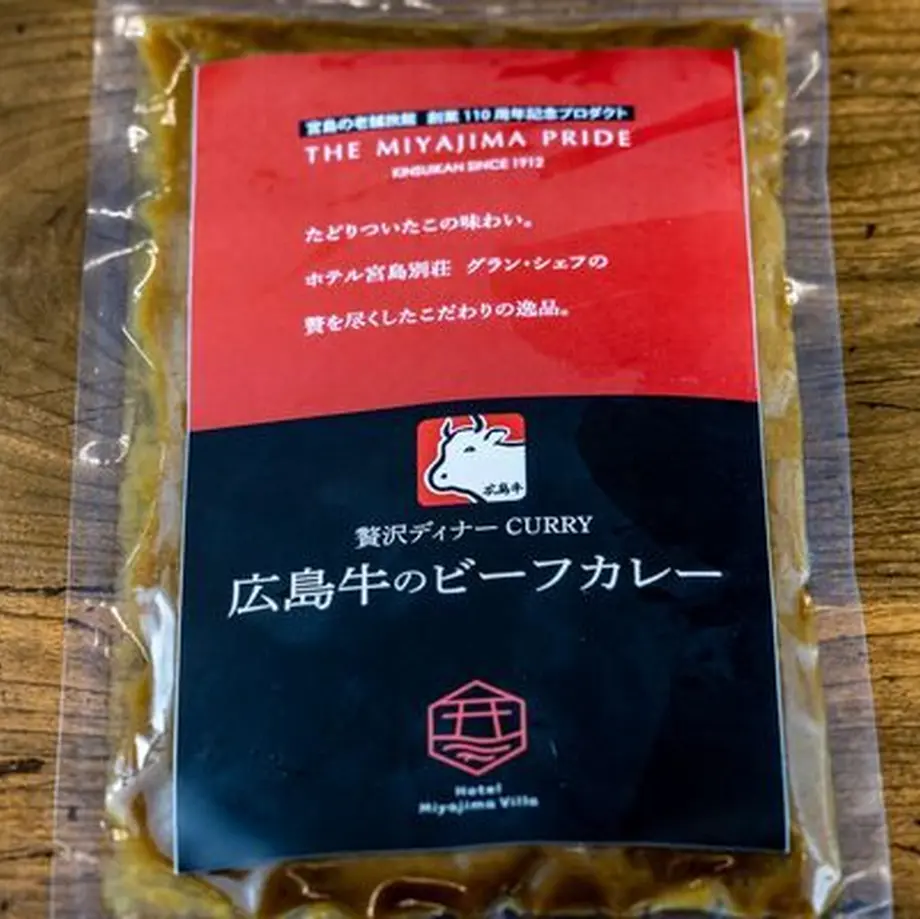 宮島の老舗旅館 創業110周年記念プロダクト
THE MIYAJIMA PRIDE
KINSUIKAN SINCE 1912
たどりついたこの味わい。
ホテル宮島別荘 グラン・シェフの
贅を尽くしたこだわりの逸品。
広島牛
贅沢ディナー CURRY
広島牛のビーフカレー
Hotel
Miyajima Villa